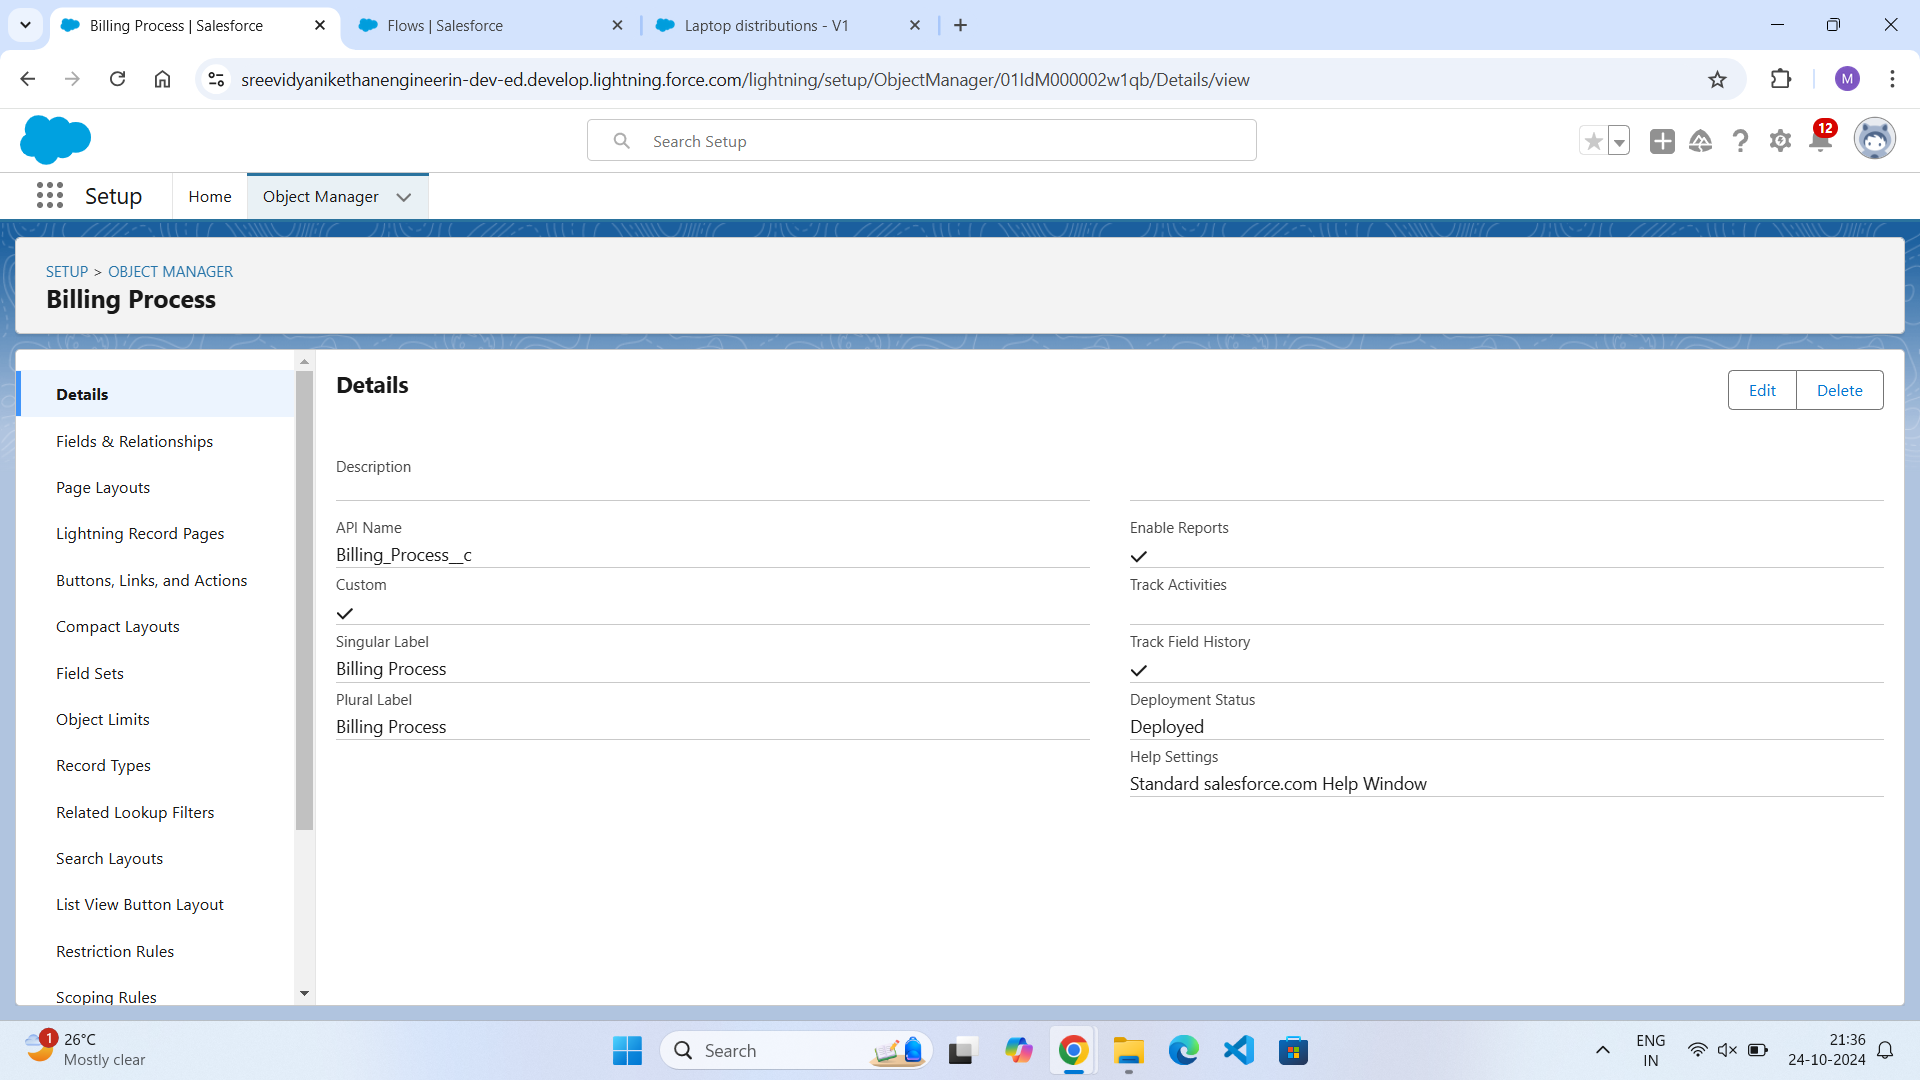 Billing Process | Salesforce
Flows | Salesforce
Laptop distributions - V1
sreevidyanikethanengineerin-dev-ed.develop.lightning.force.com/lightning/setup/ObjectManager/01IdM000002w1qb/Details/view
M
Search Setup
12
Setup
Home
Object Manager
SETUP > OBJECT MANAGER
Billing Process
Details
Fields & Relationships
Page Layouts
Lightning Record Pages
Buttons, Links, and Actions
Compact Layouts
Field Sets
Object Limits
Record Types
Related Lookup Filters
Search Layouts
List View Button Layout
Restriction Rules
Scoping Rules
Details
Edit
Delete
Description
API Name
Billing_Process__c
Custom
Singular Label
Billing Process
Plural Label
Billing Process
Enable Reports
Track Activities
Track Field History
Deployment Status
Deployed
Help Settings
Standard salesforce.com Help Window
1
26°C
Mostly clear
Search
ENG
IN
21:36
24-10-2024